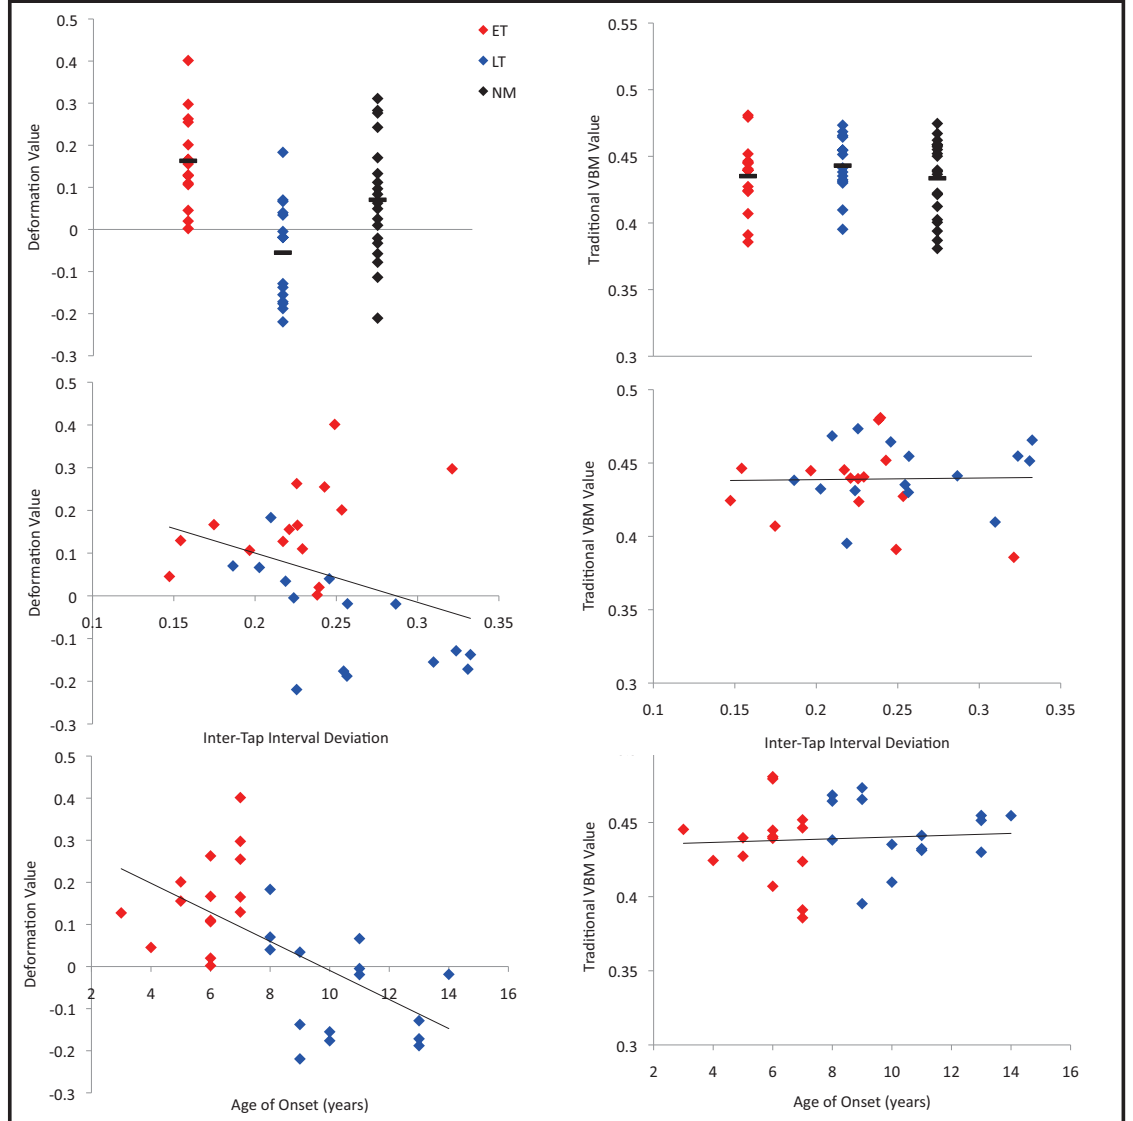 0.5
0.4
0.3
0.2
0.1
0
-0.1
-0.2
-0.3
Deformation Value
ET
LT
NM
0.55
0.5
0.45
0.4
0.35
0.3
Traditional VBM Value
0.5
0.4
0.3
0.2
0.1
0
-0.1
-0.2
-0.3
Deformation Value
0.1 0.15 0.2 0.25 0.3 0.35
Inter-Tap Interval Deviation
0.5
0.45
0.4
0.35
0.3
Traditional VBM Value
0.1 0.15 0.2 0.25 0.3 0.35
Inter-Tap Interval Deviation
0.5
0.4
0.3
0.2
0.1
0
-0.1
-0.2
-0.3
Deformation Value
2 4 6 8 10 12 14 16
Age of Onset (years)
0.45
0.4
0.35
0.3
Traditional VBM Value
2 4 6 8 10 12 14 16
Age of Onset (years)